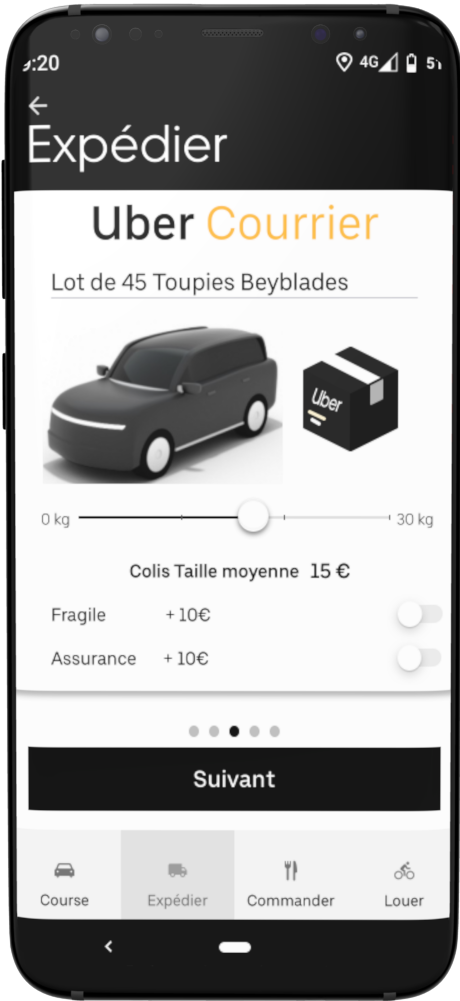 :20 4G 5
Expédier
Uber Courrier
Lot de 45 Toupies Beyblades
Uber
0 kg 30 kg
Colis Taille moyenne 15 €
Fragile + 10€
Assurance + 10€
Suivant
Course Expédier Commander Louer